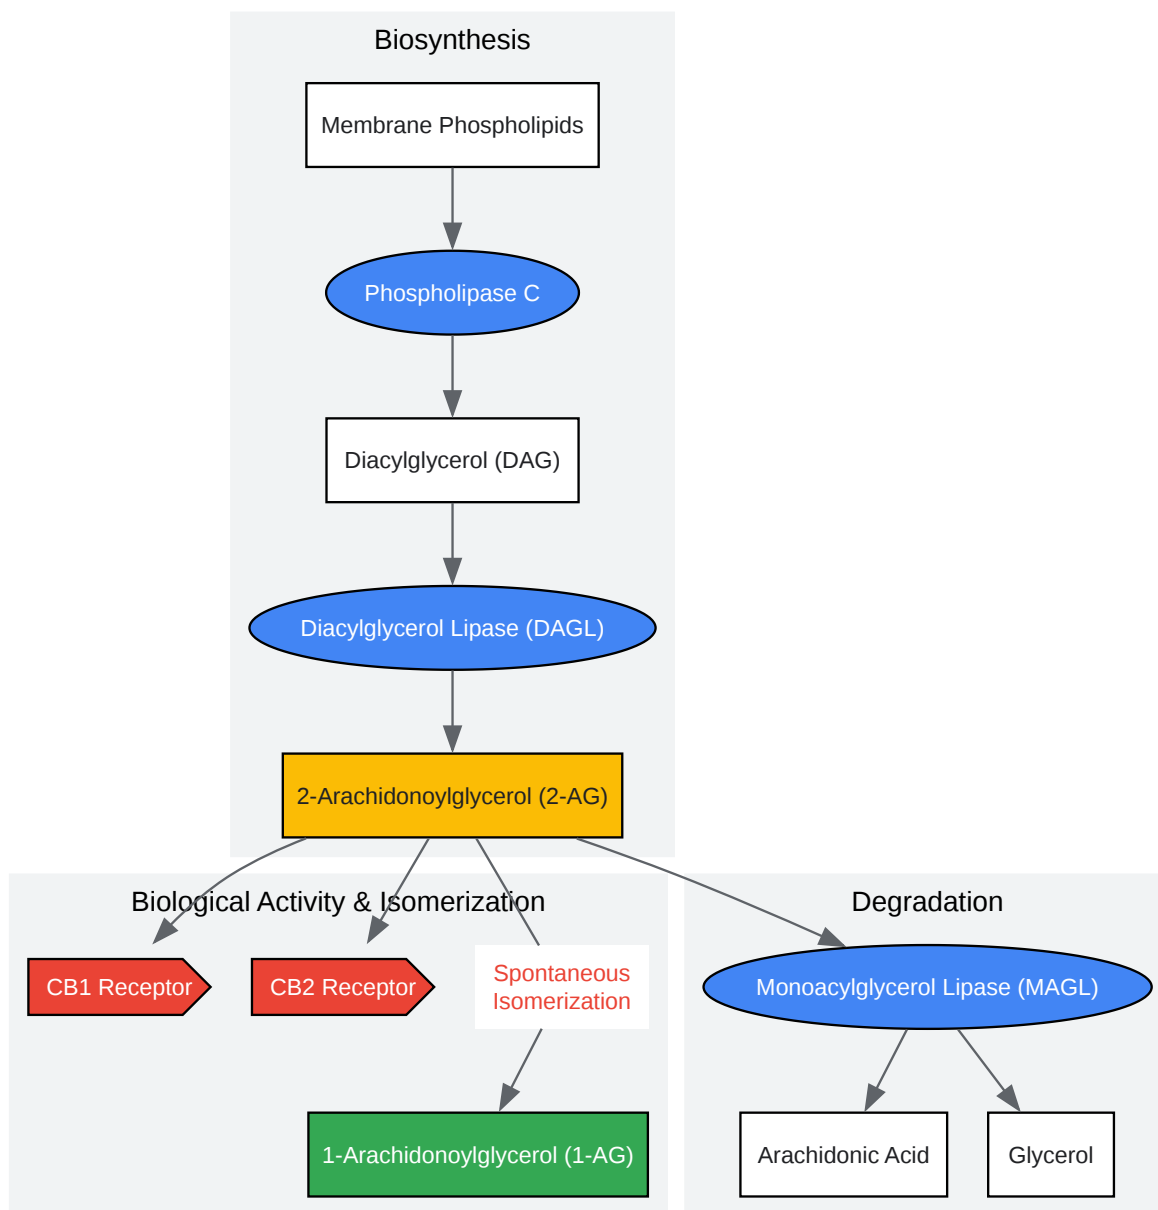 Biosynthesis
Membrane Phospholipids
Phospholipase C
Diacylglycerol (DAG)
Diacylglycerol Lipase (DAGL)
2-Arachidonoylglycerol (2-AG)
Biological Activity & Isomerization
CB1 Receptor
CB2 Receptor
Spontaneous
Isomerization
1-Arachidonoylglycerol (1-AG)
Degradation
Monoacylglycerol Lipase (MAGL)
Arachidonic Acid
Glycerol